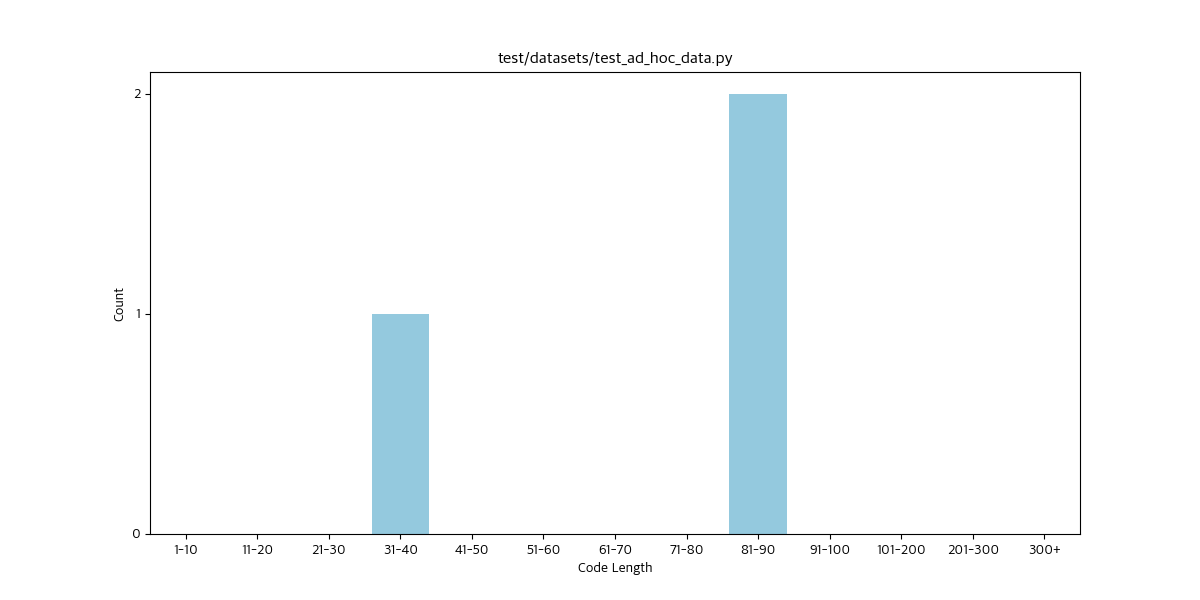 test/datasets/test_ad_hoc_data.py
2
1
0
Count
1-10 11-20 21-30 31-40 41-50 51-60 61-70 71-80 81-90 91-100 101-200 201-300 300+
Code Length